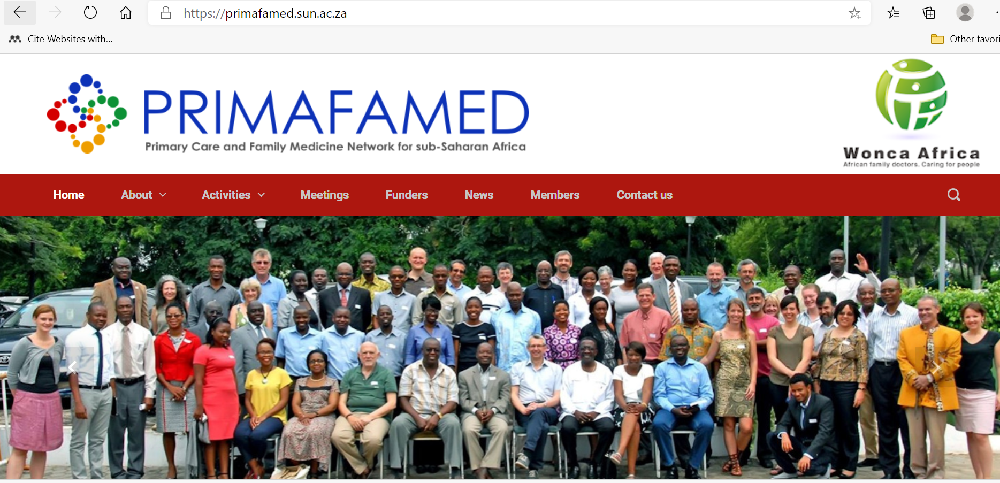 https://primafamed.sun.ac.za
Cite Websites with...
Other favori
PRIMAFAMED
Primary Care and Family Medicine Network for sub-Saharan Africa
Wonca Africa
African family doctors. Caring for people
Home About Activities Meetings Funders News Members Contact us